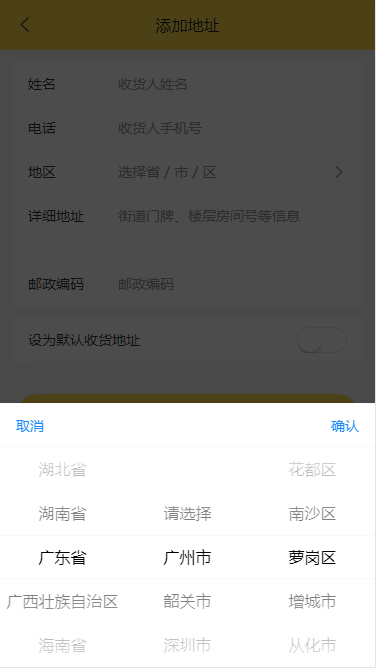 添加地址
姓名 收货人姓名
电话 收货人手机号
地区 选择省 / 市 / 区
详细地址 街道门牌、楼层房间号等信息
邮政编码 邮政编码
设为默认收货地址
取消 确认
湖北省 花都区
湖南省 请选择 南沙区
广东省 广州市 萝岗区
广西壮族自治区 韶关市 增城市
海南省 深圳市 从化市